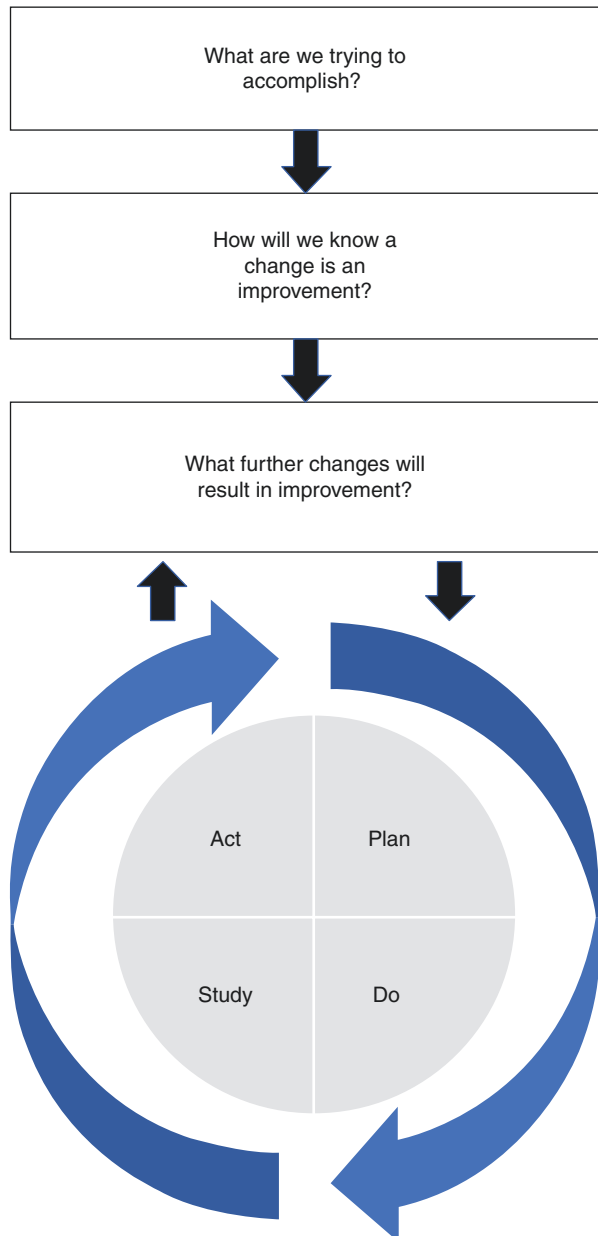 What are we trying to
accomplish?
How will we know a
change is an
improvement?
What further changes will
result in improvement?
Act
Plan
Study
Do